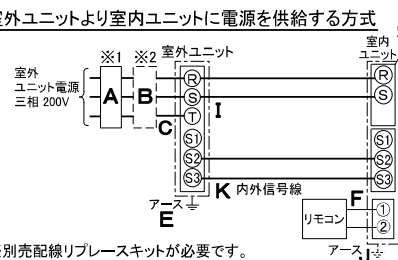 室外ユニットより室内ユニットに電源を供給する方式
※1 ※2 室外ユニット
室内
ユニット
室外
ユニット電源
三相 200V
A B C I
R S T S1 S2 S3
R S S1 S2 S3
K 内外信号線
アース
E
F
リモコン
① ②
アース
J
別売配線リプレースキットが必要です。